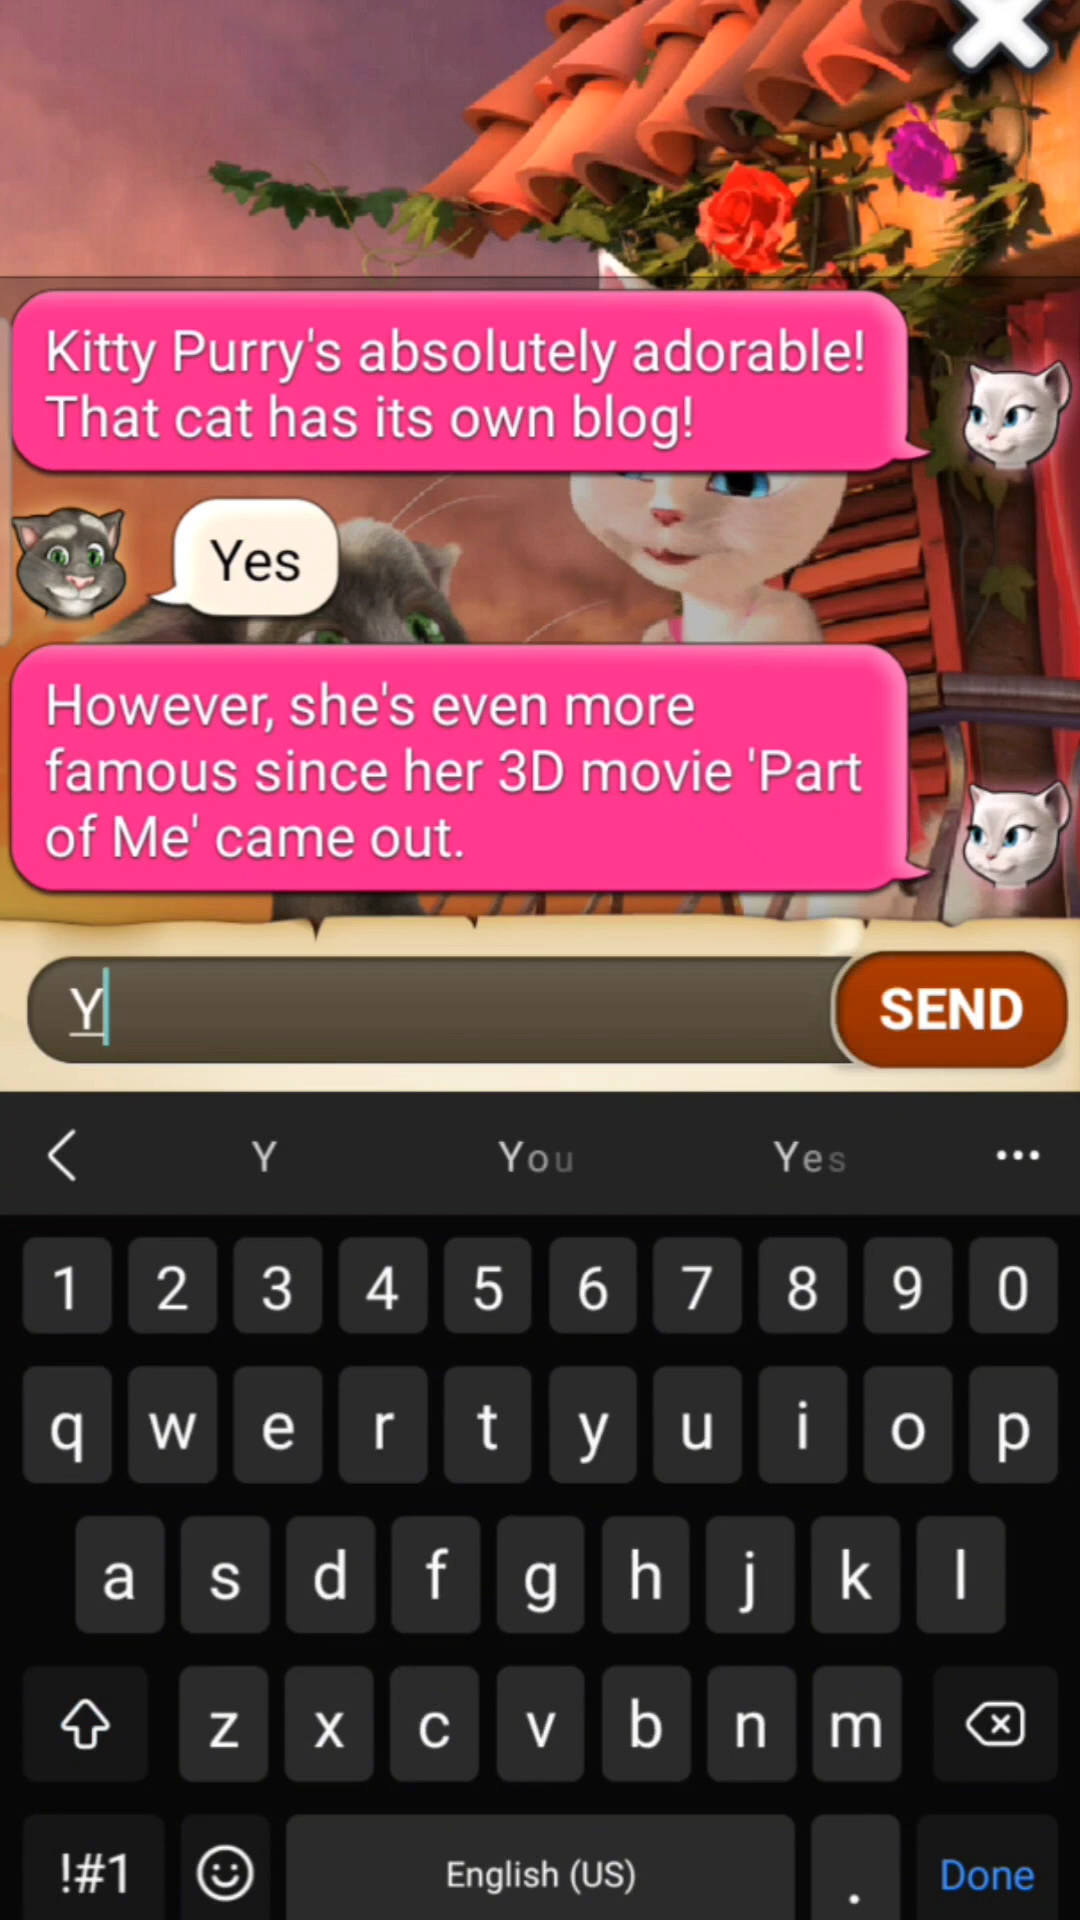 Kitty Purry's absolutely adorable!
That cat has its own blog!
Yes
However, she's even more
famous since her 3D movie 'Part
of Me' came out.
Y
SEND
Y You Yes ...
1 2 3 4 5 6 7 8 9 0
q w e r t y u i o p
a s d f g h j k l
z x c v b n m
!#1 English (US) . Done